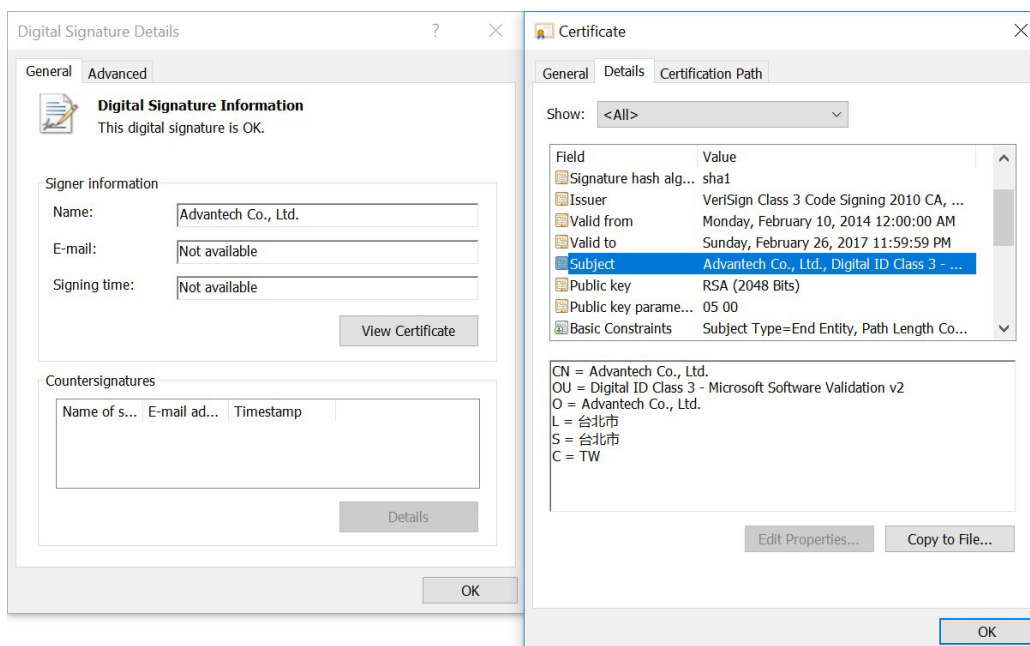 Digital Signature Details
General Advanced
Digital Signature Information
This digital signature is OK.
Signer information
Name: Advantech Co., Ltd.
E-mail: Not available
Signing time: Not available
View Certificate
Countersignatures
Name of s... E-mail ad... Timestamp
Details
OK
Certificate
General Details Certification Path
Show: <All>
Field Value
Signature hash alg... sha1
Issuer VeriSign Class 3 Code Signing 2010 CA, ...
Valid from Monday, February 10, 2014 12:00:00 AM
Valid to Sunday, February 26, 2017 11:59:59 PM
Subject Advantech Co., Ltd., Digital ID Class 3 - ...
Public key RSA (2048 Bits)
Public key parame... 05 00
Basic Constraints Subject Type=End Entity, Path Length Co...
CN = Advantech Co., Ltd.
OU = Digital ID Class 3 - Microsoft Software Validation v2
O = Advantech Co., Ltd.
L = 台北市
S = 台北市
C = TW
Edit Properties... Copy to File...
OK